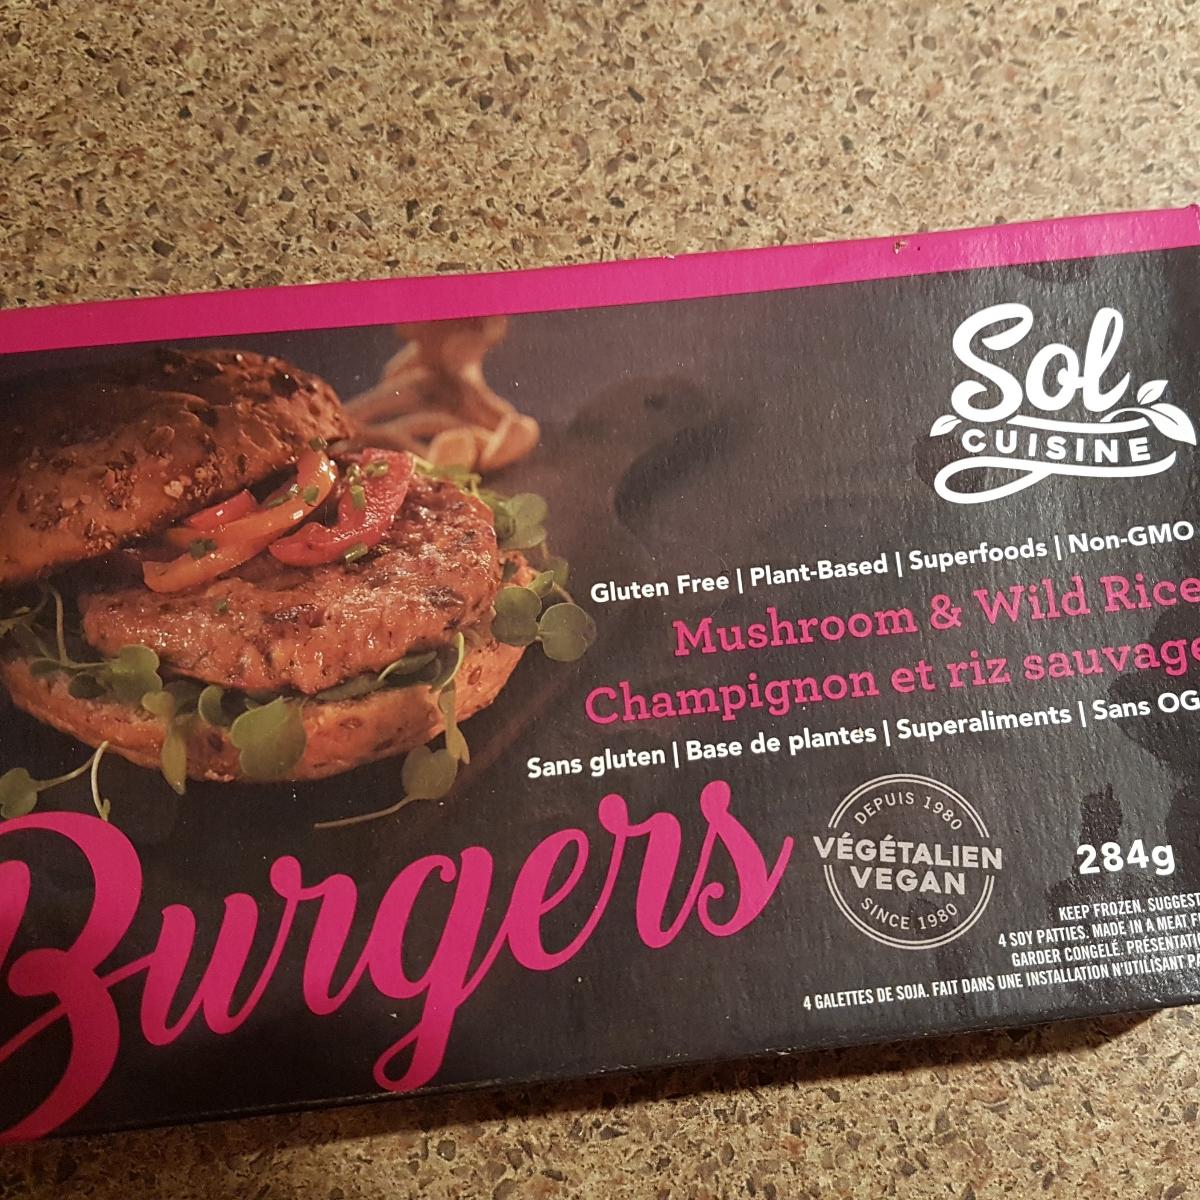 Sol
CUISINE
Gluten Free | Plant-Based | Superfoods | Non-GMO
Mushroom & Wild Rice
Champignon et riz sauvage
Sans gluten | Base de plantes | Superaliments | Sans OG
Burgers
DEPUIS 1980
VÉGÉTALIEN
VEGAN
SINCE 1980
284g
KEEP FROZEN. SUGGEST
4 SOY PATTIES. MADE IN A MEAT
GARDER CONGELÉ. PRÉSENTATI
4 GALETTES DE SOJA. FAIT DANS UNE INSTALLATION N'UTILISANT PA